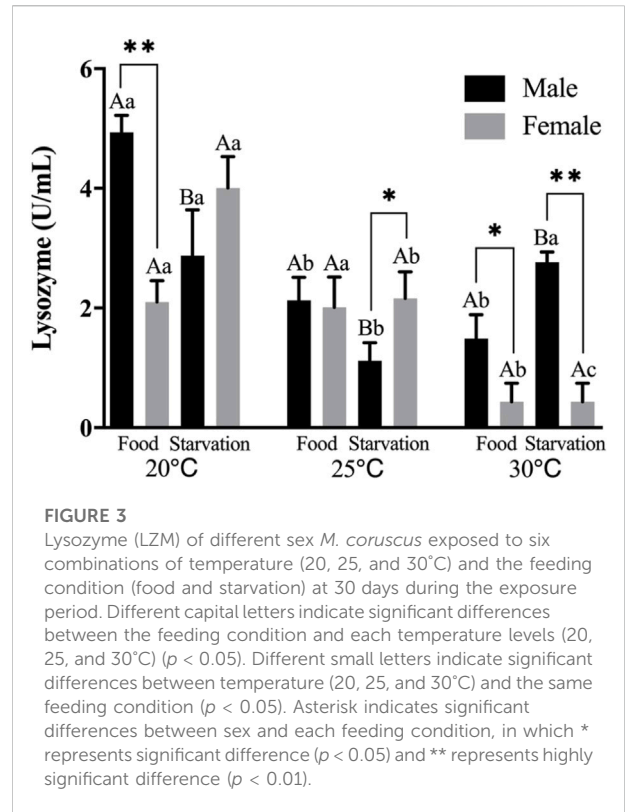 **
6
Aa
Male
Female
Aa
4
Ba
**
*
Aa
Ab
Aa
Ab
*
Ba
2
Bb
Ab
Ab
Ac
0
Lysozyme (U/mL)
Food Starvation Food Starvation Food Starvation
20°C 25°C 30°C
FIGURE 3
Lysozyme (LZM) of different sex M. coruscus exposed to six
combinations of temperature (20, 25, and 30°C) and the feeding
condition (food and starvation) at 30 days during the exposure
period. Different capital letters indicate significant differences
between the feeding condition and each temperature levels (20,
25, and 30°C) (p < 0.05). Different small letters indicate significant
differences between temperature (20, 25, and 30°C) and the same
feeding condition (p < 0.05). Asterisk indicates significant
differences between sex and each feeding condition, in which *
represents significant difference (p < 0.05) and ** represents highly
significant difference (p < 0.01).